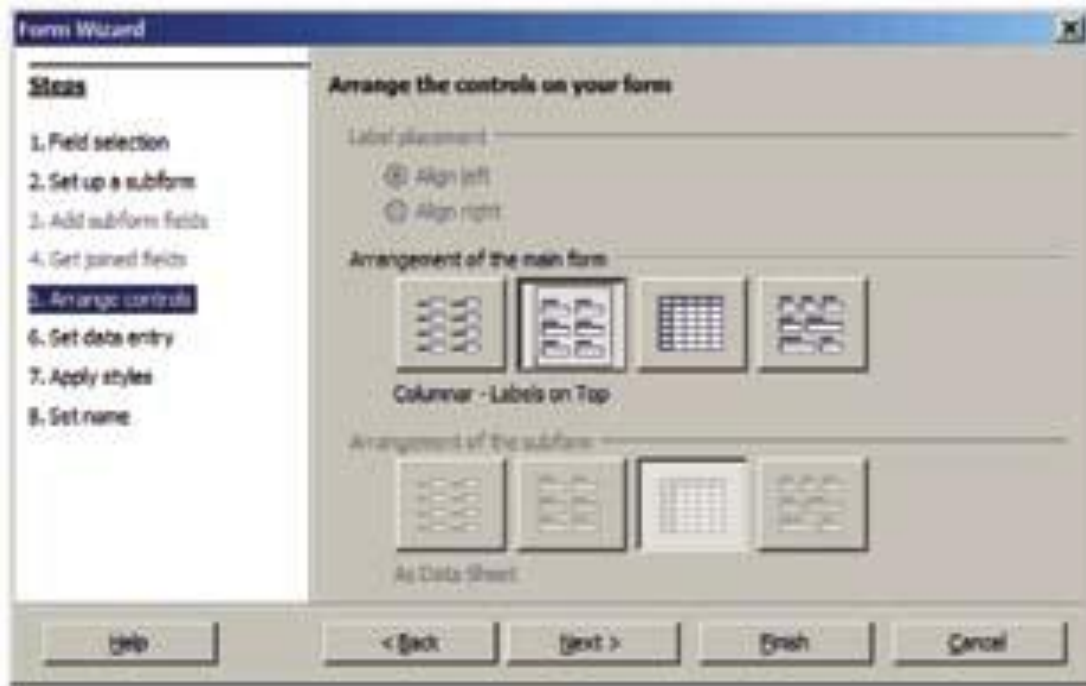 Form Wizard
Steps
1. Field selection
2. Set up a subform
3. Add subform fields
4. Get joined fields
5. Arrange controls
6. Set data entry
7. Apply styles
8. Set name
Arrange the controls on your form
Label placement
Align left
Align right
Arrangement of the main form
Columnar - Labels on Top
Arrangement of the subform
As Data Sheet
Help
< Back
Next >
Finish
Cancel